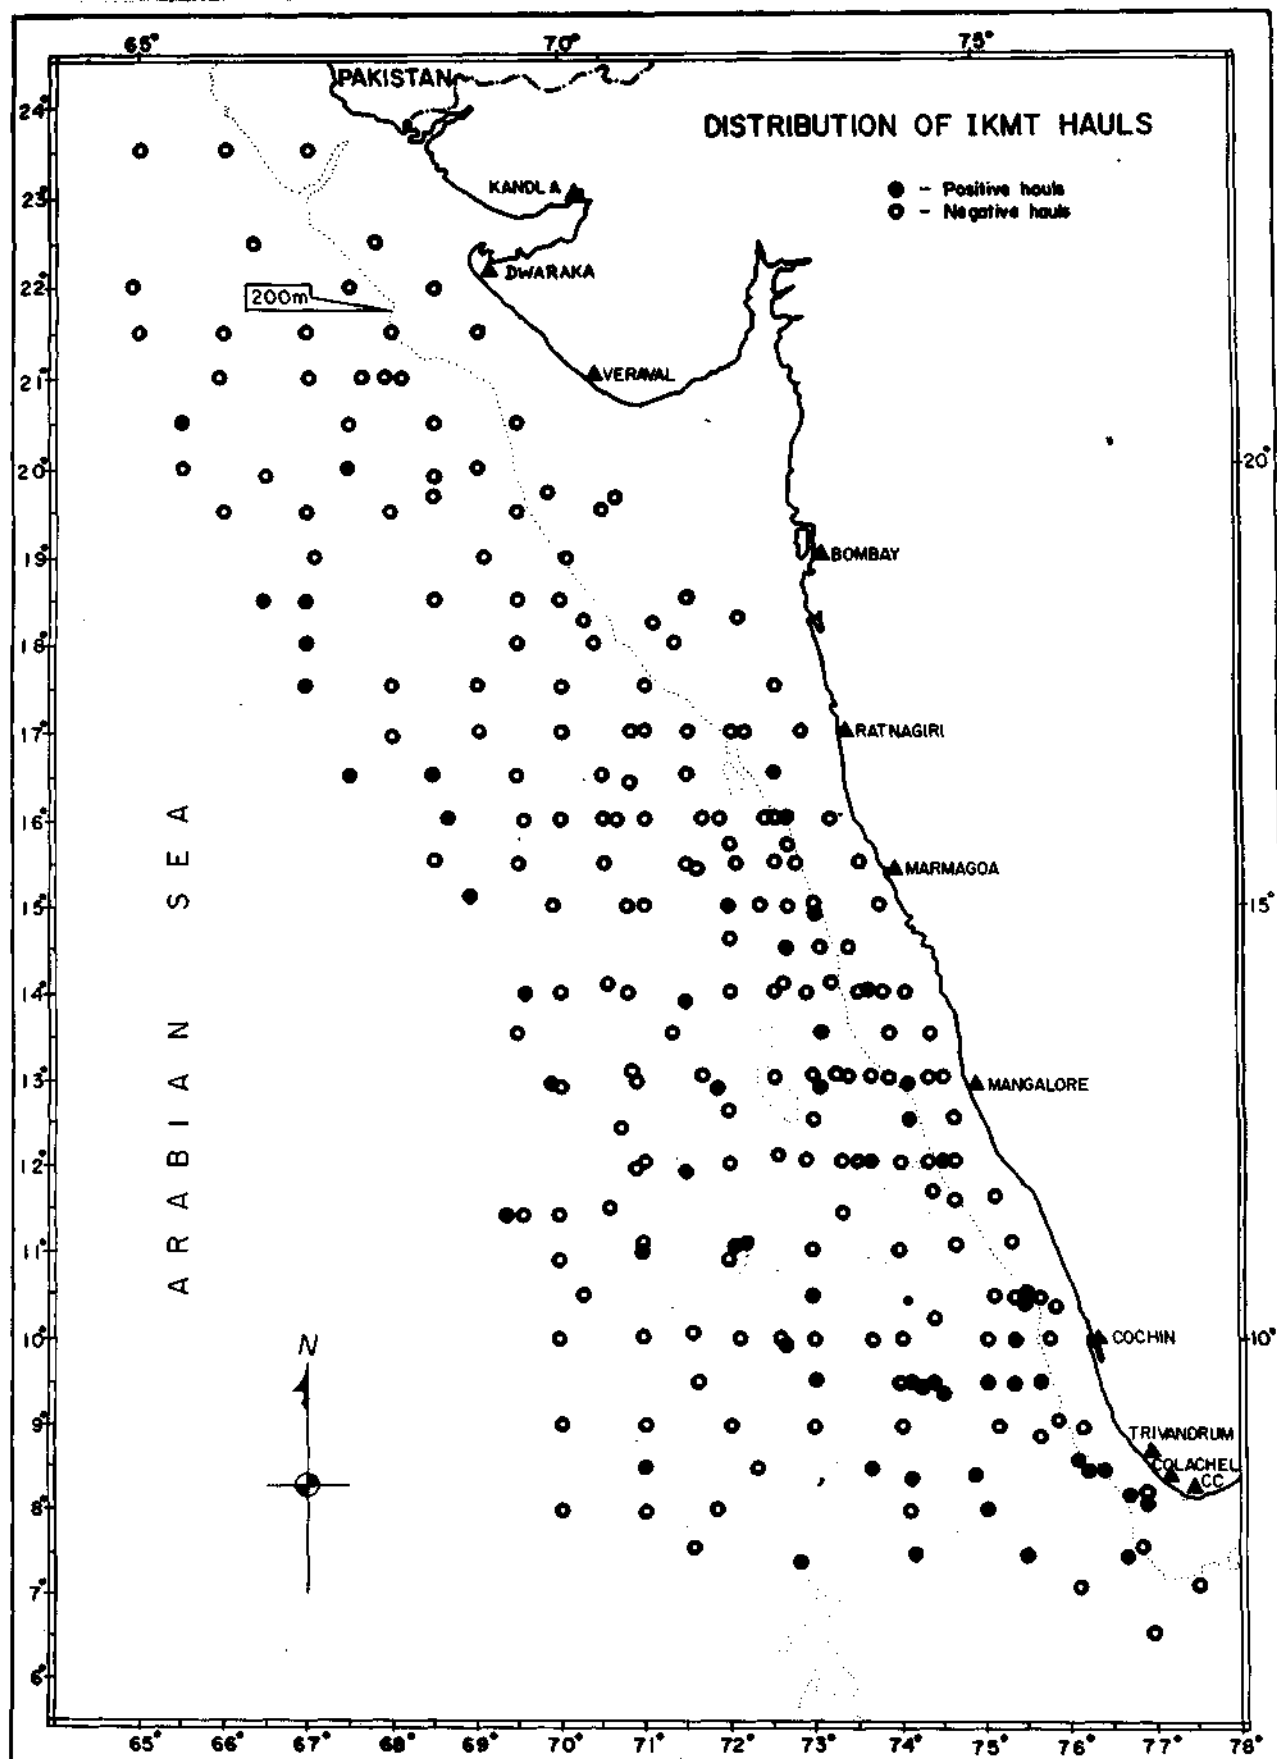 65° 70° 75°
PAKISTAN
24°
DISTRIBUTION OF IKMT HAULS
KANDLA
● - Positive hauls
23°
○ - Negative hauls
DWARAKA
22°
200m
21°
VERAVAL
20° 20°
19°
BOMBAY
18°
17°
RATNAGIRI
16°
MARMAGOA
15° 15°
14°
13°
MANGALORE
12°
ARABIAN SEA
11°
N
10°
COCHIN
10°
9°
TRIVANDRUM
COLACHEL
CC
8°
7°
6°
65° 66° 67° 68° 69° 70° 71° 72° 73° 74° 75° 76° 77° 78°